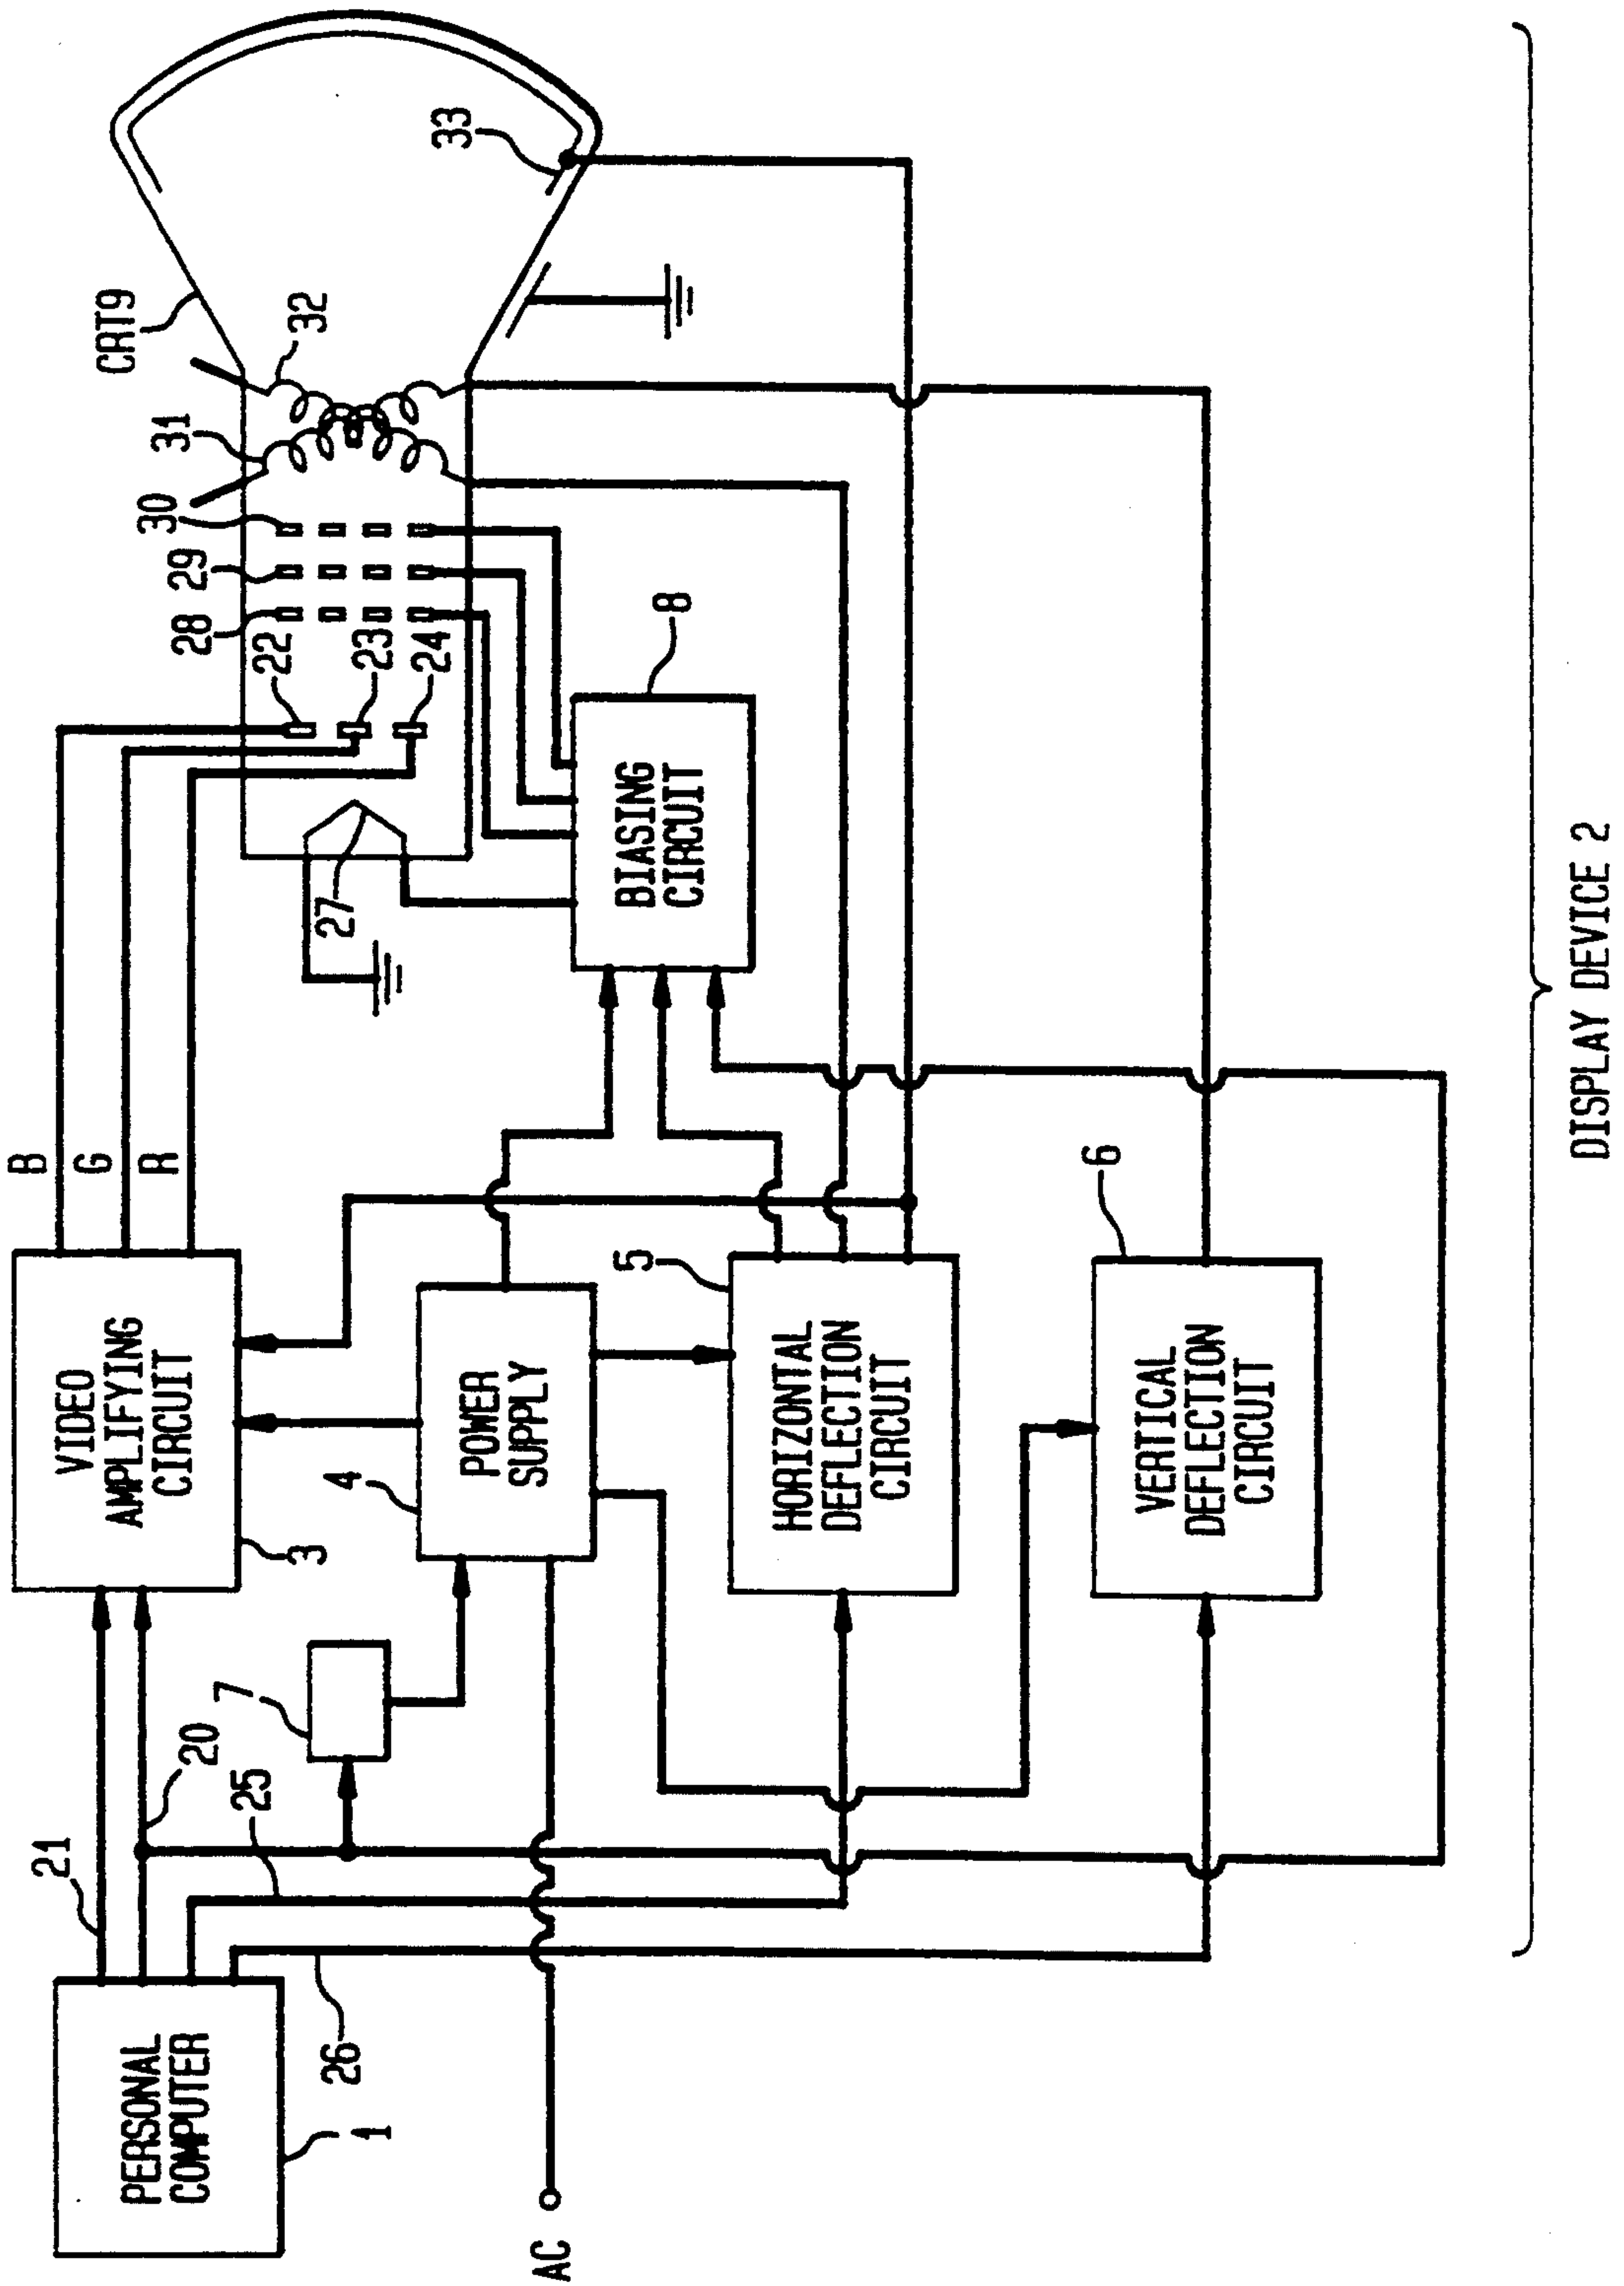 PERSONAL
COMPUTER
1
21
20
25
26
AC
7
VIDEO
AMPLIFYING
CIRCUIT
3
4
POWER
SUPPLY
5
HORIZONTAL
DEFLECTION
CIRCUIT
6
VERTICAL
DEFLECTION
CIRCUIT
B
G
R
27
BIASING
CIRCUIT
8
22
23
24
28
29
30
31
32
CRT9
33
DISPLAY DEVICE 2